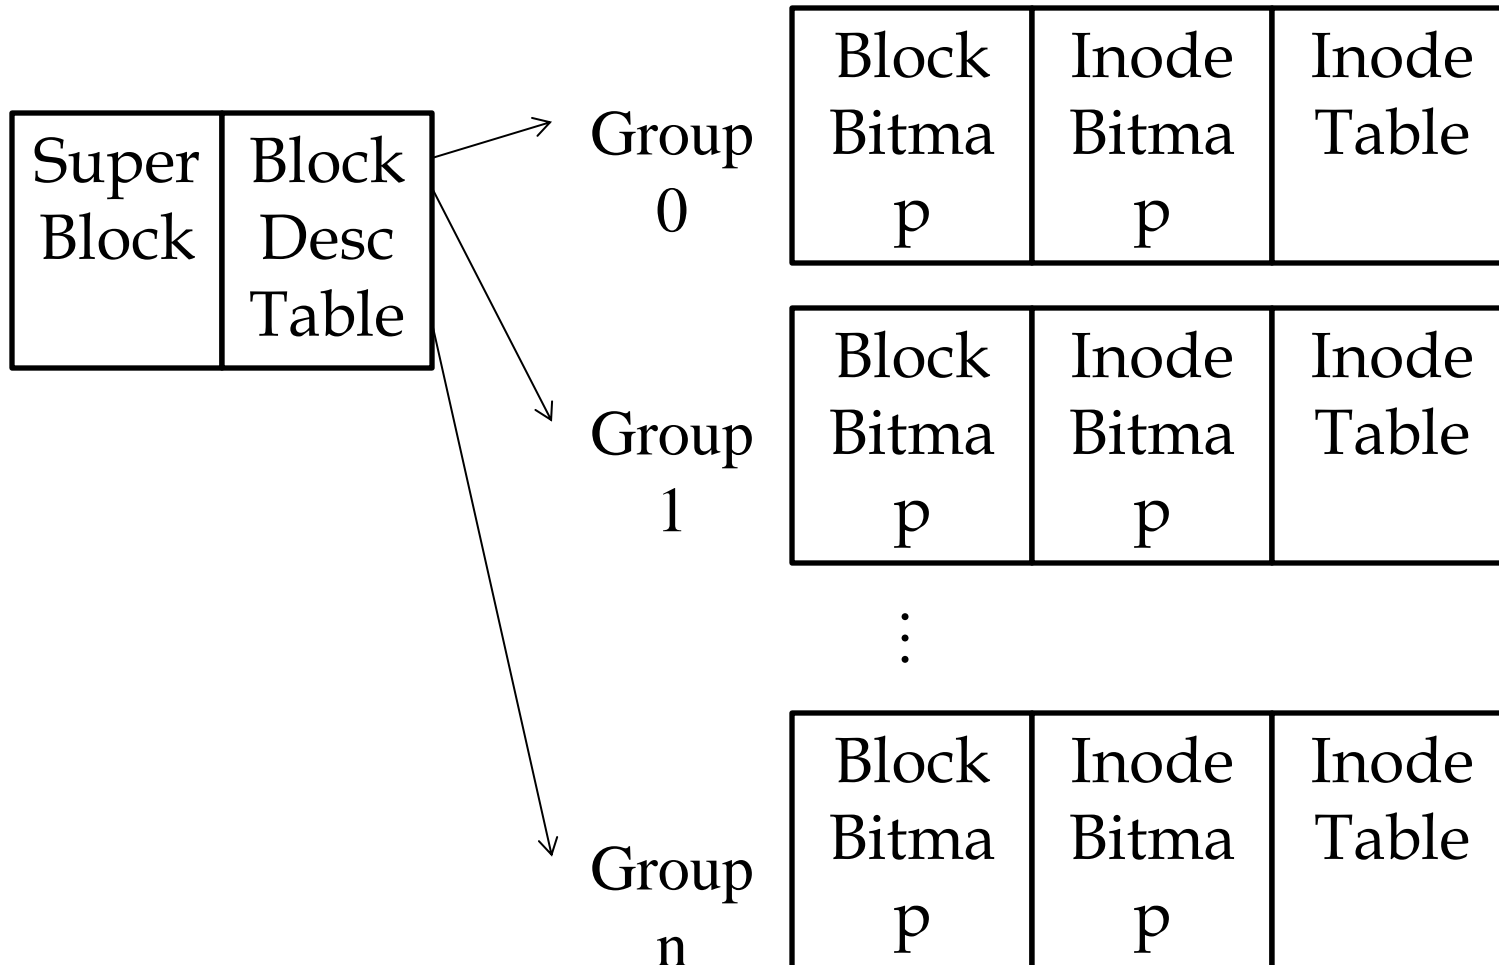 Super
Block
Block
Desc
Table
Group
0
Block
Bitma
p
Inode
Bitma
p
Inode
Table
Group
1
Block
Bitma
p
Inode
Bitma
p
Inode
Table
⋮
Group
n
Block
Bitma
p
Inode
Bitma
p
Inode
Table